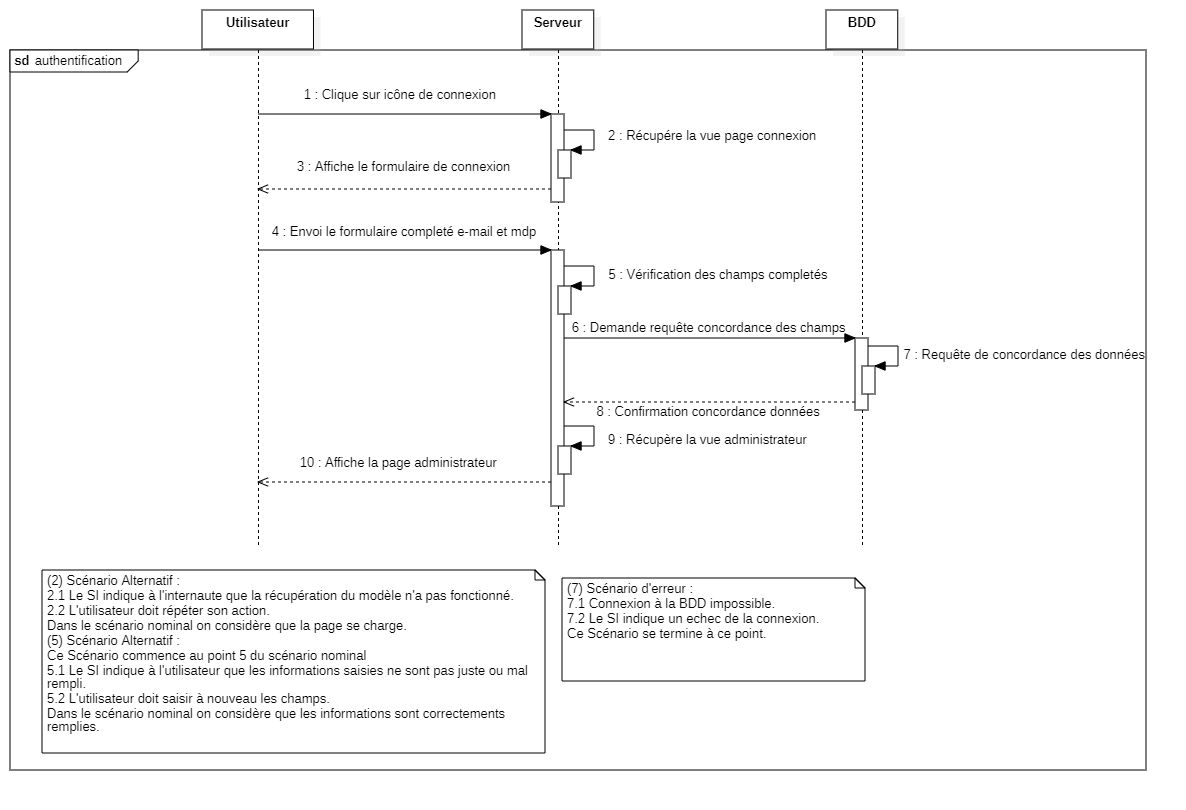 Utilisateur
Serveur
BDD
sd authentification
1 : Clique sur icône de connexion
2 : Récupére la vue page connexion
3 : Affiche le formulaire de connexion
4 : Envoi le formulaire completé e-mail et mdp
5 : Vérification des champs completés
6 : Demande requête concordance des champs
7 : Requête de concordance des données
8 : Confirmation concordance données
9 : Récupère la vue administrateur
10 : Affiche la page administrateur
(2) Scénario Alternatif :
2.1 Le SI indique à l'internaute que la récupération du modèle n'a pas fonctionné.
2.2 L'utilisateur doit répéter son action.
Dans le scénario nominal on considère que la page se charge.
(5) Scénario Alternatif :
Ce Scénario commence au point 5 du scénario nominal
5.1 Le SI indique à l'utilisateur que les informations saisies ne sont pas juste ou mal
rempli.
5.2 L'utilisateur doit saisir à nouveau les champs.
Dans le scénario nominal on considère que les informations sont correctements
remplies.
(7) Scénario d'erreur :
7.1 Connexion à la BDD impossible.
7.2 Le SI indique un echec de la connexion.
Ce Scénario se termine à ce point.